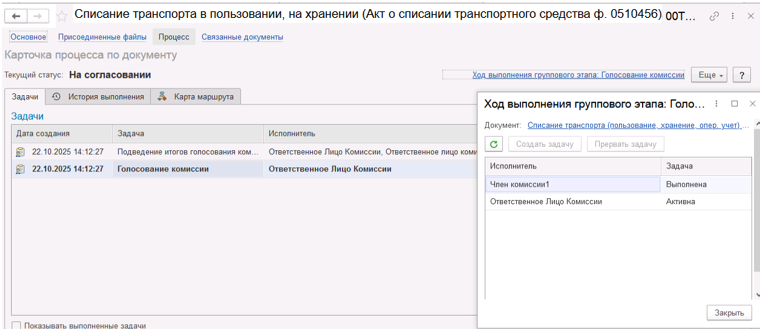 Списание транспорта в пользовании, на хранении (Акт о списании транспортного средства ф. 0510456) 00Т...
Основное Присоединенные файлы Процесс Связанные документы
Карточка процесса по документу
Текущий статус: На согласовании Ход выполнения группового этапа: Голосование комиссии Еще ?
Задачи История выполнения Карта маршрута
Задачи
Дата создания Задача Исполнитель
22.10.2025 14:12:27 Подведение итогов голосования ком... Ответственное Лицо Комиссии, Ответственное лицо коми
22.10.2025 14:12:27 Голосование комиссии Ответственное Лицо Комиссии
Показывать выполненные задачи
Ход выполнения группового этапа: Голо...
Документ: Списание транспорта (пользование, хранение, опер. учет) ...
Создать задачу Прервать задачу
Исполнитель Задача
Член комиссии1 Выполнена
Ответственное Лицо Комиссии Активна
Закрыть